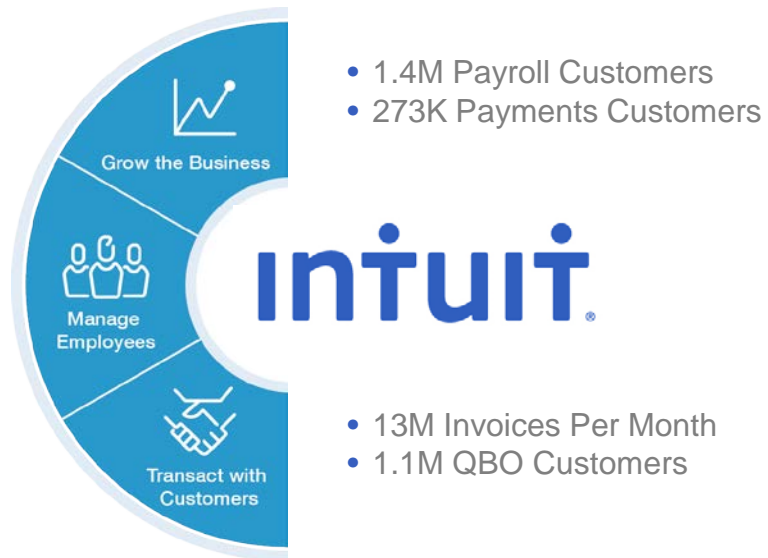 Grow the Business
Manage
Employees
Transact with
Customers
• 1.4M Payroll Customers
• 273K Payments Customers
ıntuıt®
• 13M Invoices Per Month
• 1.1M QBO Customers